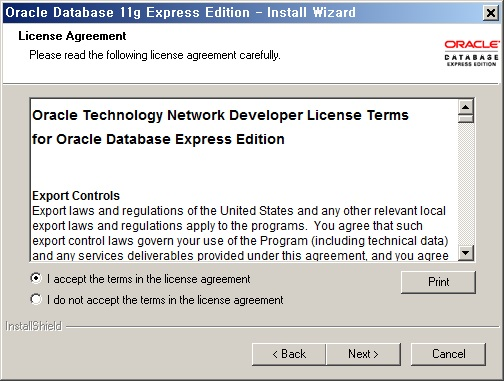 Oracle Database 11g Express Edition - Install Wizard
License Agreement
Please read the following license agreement carefully.
ORACLE
DATABASE
EXPRESS EDITION
Oracle Technology Network Developer License Terms
for Oracle Database Express Edition
Export Controls
Export laws and regulations of the United States and any other relevant local
export laws and regulations apply to the programs.  You agree that such
export control laws govern your use of the Program (including technical data)
and any services deliverables provided under this agreement, and you agree
I accept the terms in the license agreement
Print
I do not accept the terms in the license agreement
InstallShield
< Back
Next >
Cancel